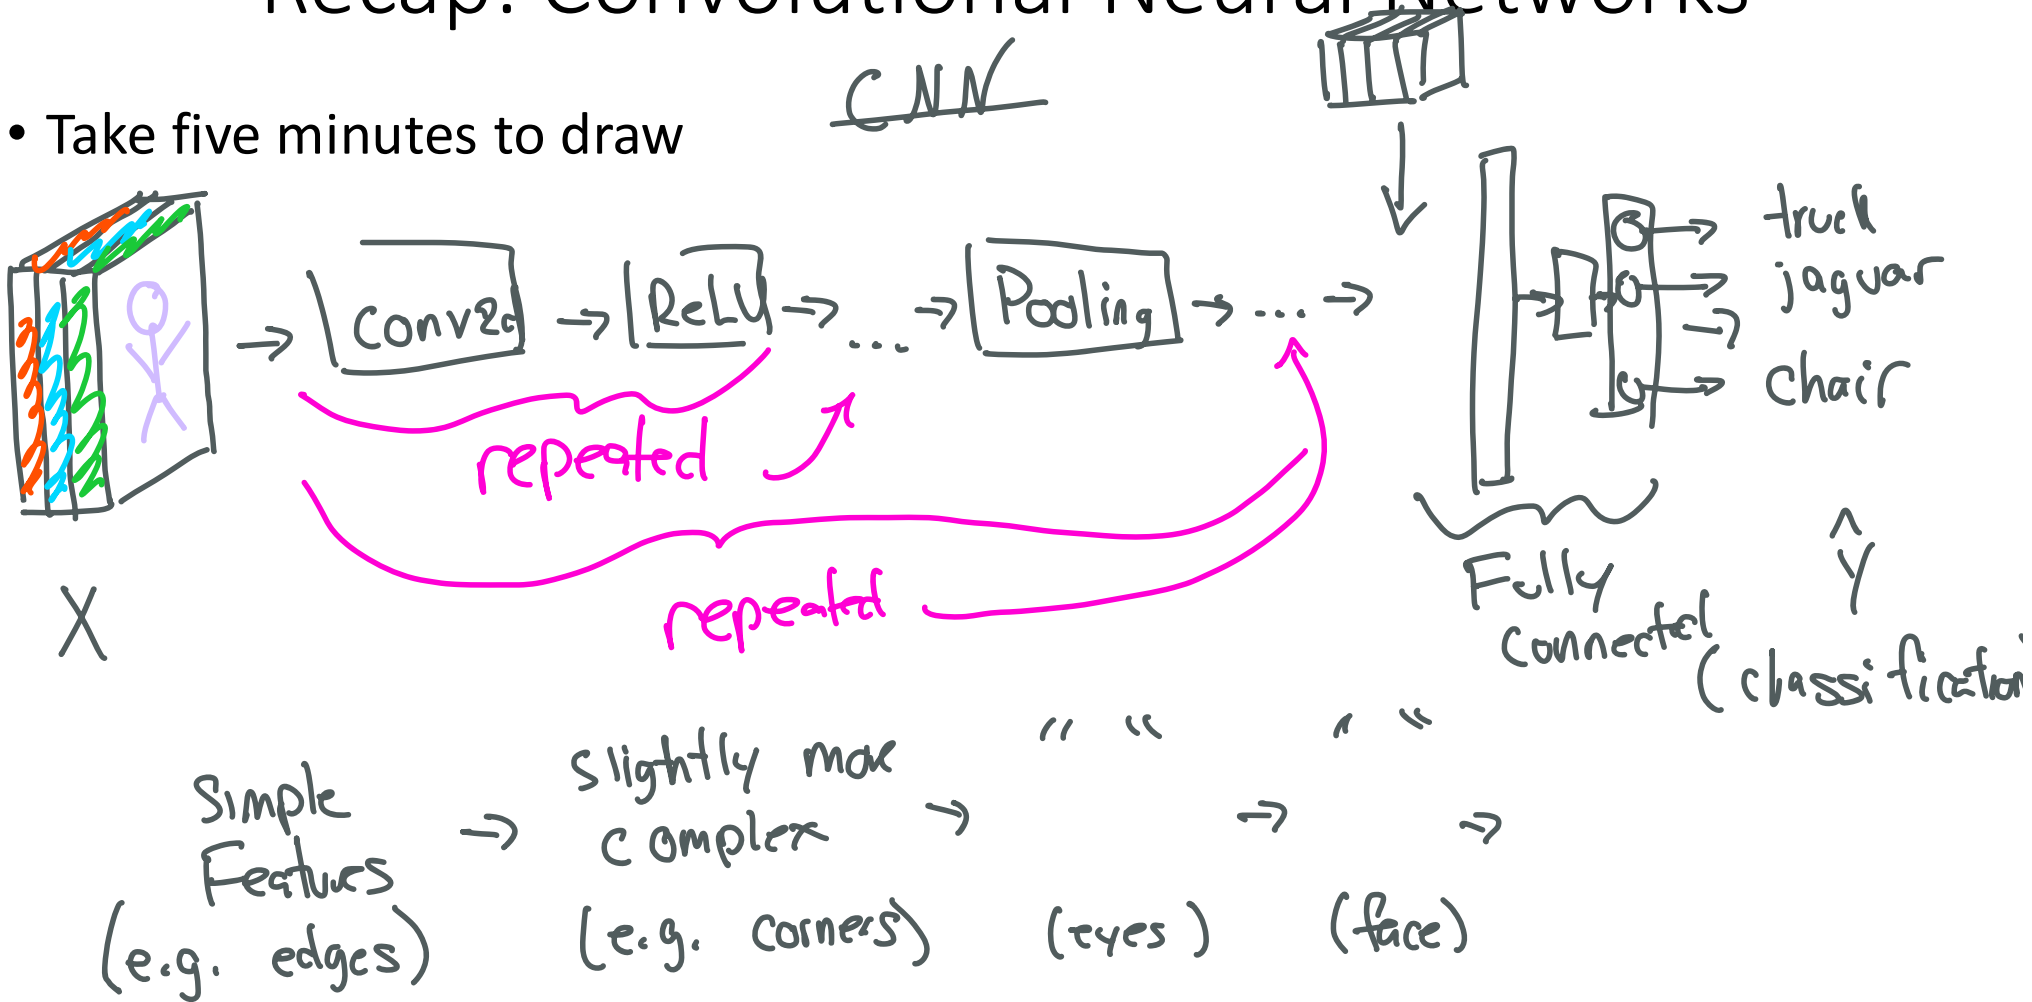 Recap: Convolutional Neural Networks
CNN
• Take five minutes to draw
conv2d → ReLU → ... → Pooling → ... →
truck
jaguar
chair
repeated
repeated
X
Fully
connected
Ŷ
(classification
Simple
Features
(e.g. edges)
→
slightly more
complex
(e.g. corners)
→
" "
(eyes)
→
" "
(face)
→